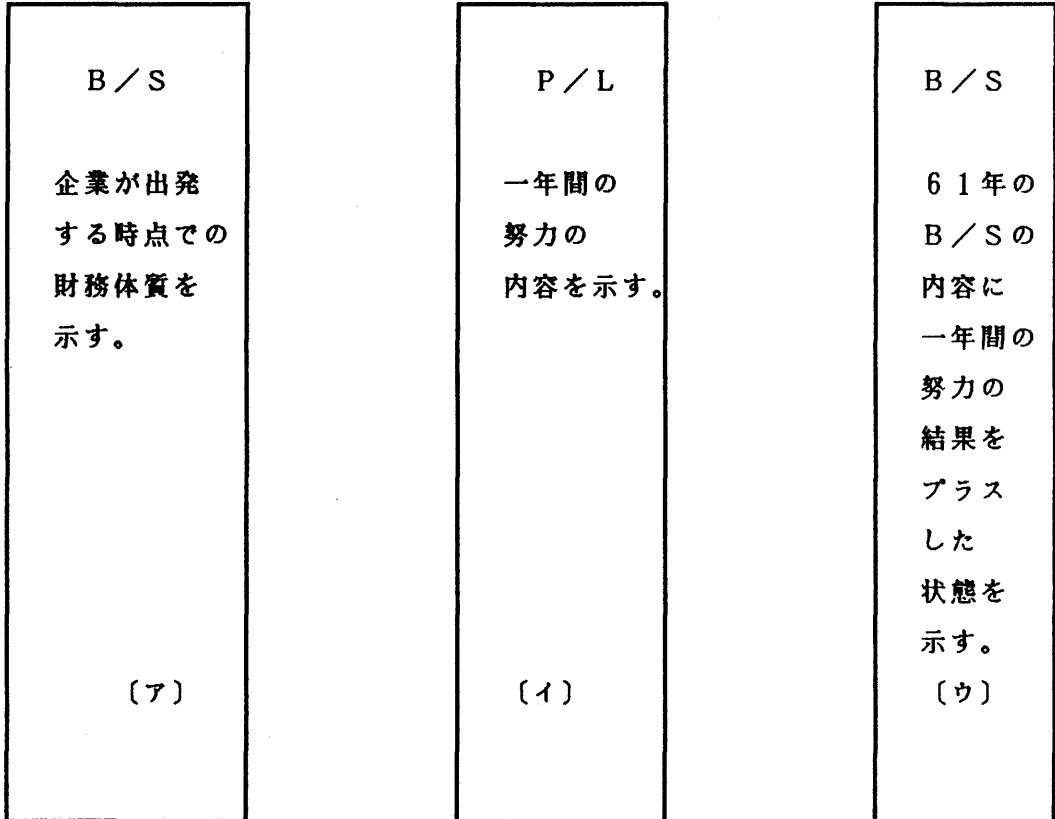 B／S
企業が出発
する時点での
財務体質を
示す。
〔ア〕
P／L
一年間の
努力の
内容を示す。
〔イ〕
B／S
61年の
B／Sの
内容に
一年間の
努力の
結果を
プラス
した
状態を
示す。
〔ウ〕